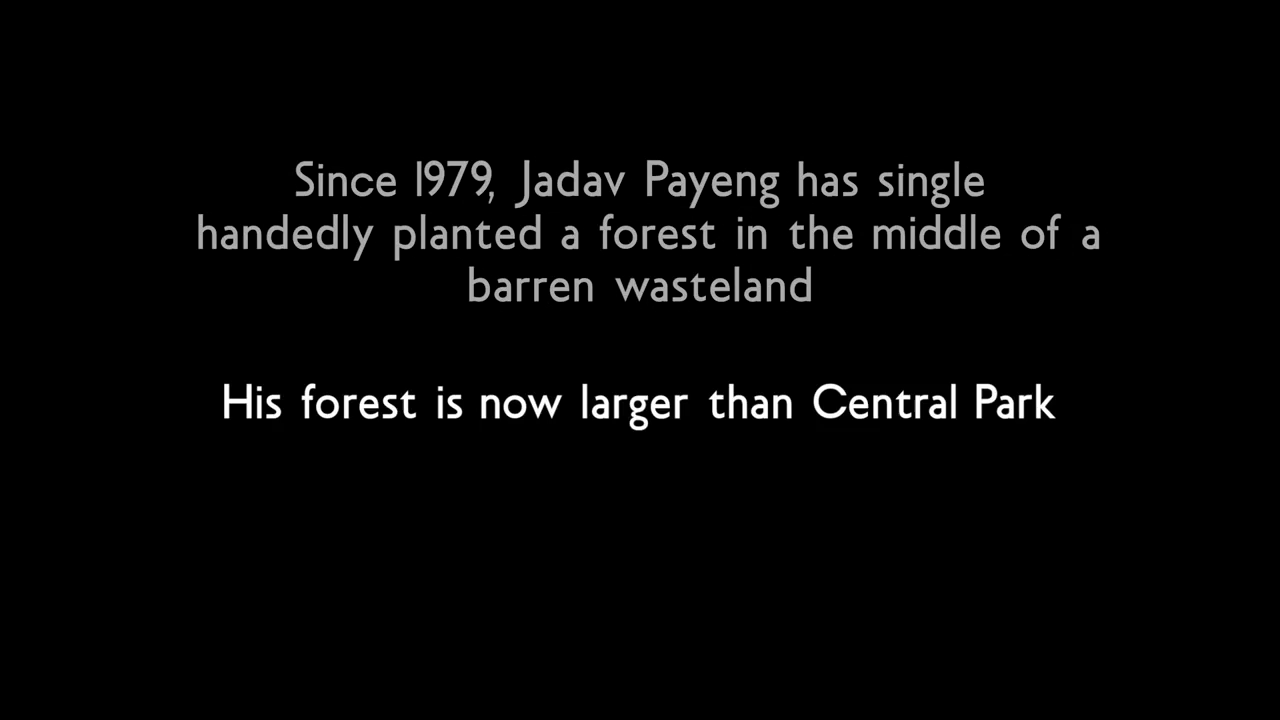 Since 1979, Jadav Payeng has single
handedly planted a forest in the middle of a
barren wasteland
His forest is now larger than Central Park